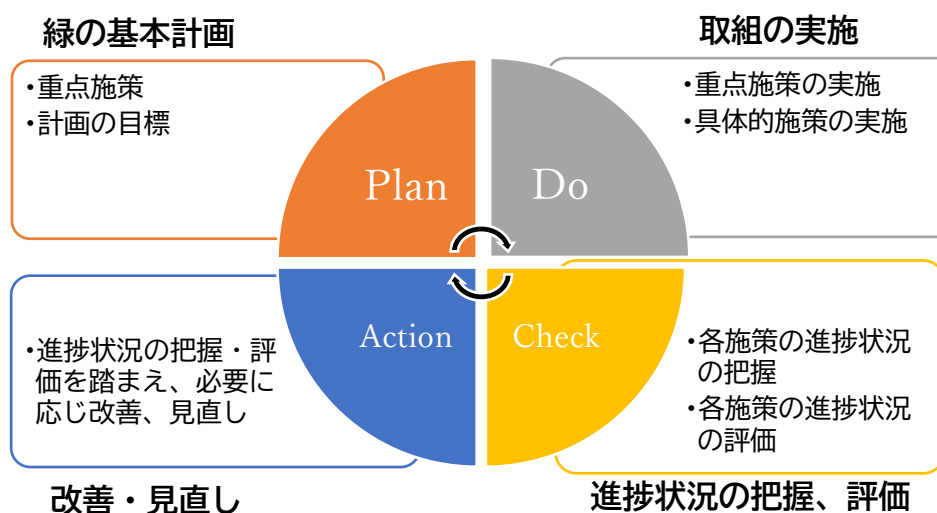 緑の基本計画
・重点施策
・計画の目標
Plan
取組の実施
・重点施策の実施
・具体的施策の実施
Do
Action
・進捗状況の把握・評
価を踏まえ、必要に
応じ改善、見直し
改善・見直し
Check
・各施策の進捗状況
の把握
・各施策の進捗状況
の評価
進捗状況の把握、評価